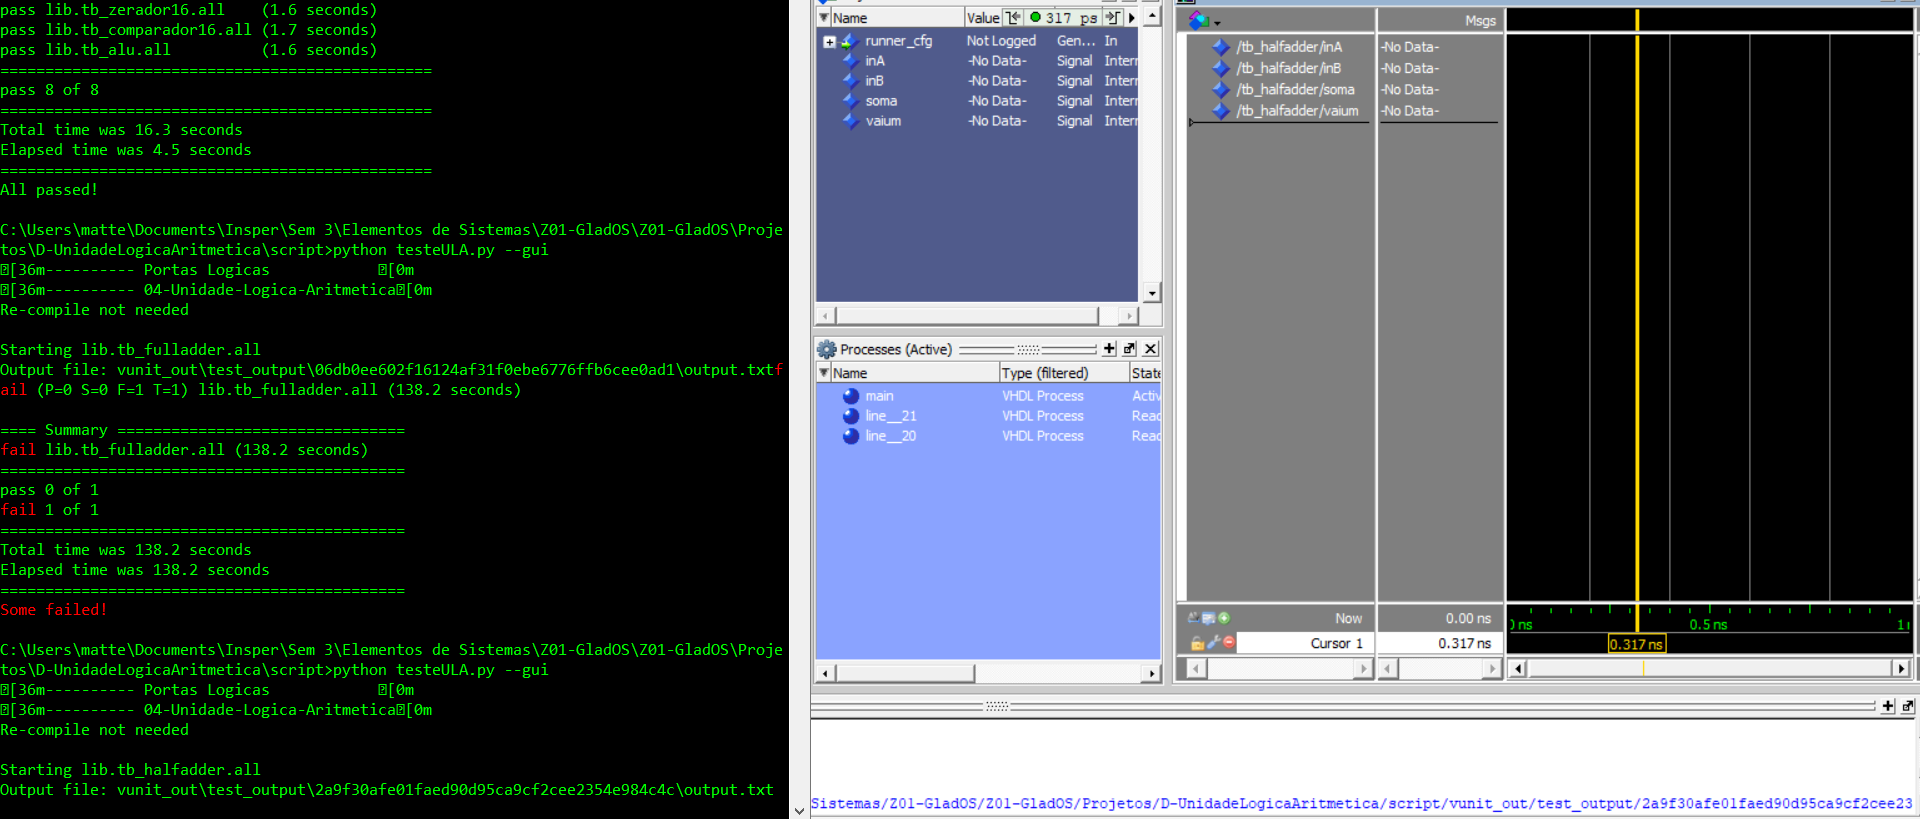 pass lib.tb_zerador16.all    (1.6 seconds)
pass lib.tb_comparador16.all (1.7 seconds)
pass lib.tb_alu.all          (1.6 seconds)
================================================
pass 8 of 8
================================================
Total time was 16.3 seconds
Elapsed time was 4.5 seconds
================================================
All passed!
C:\Users\matte\Documents\Insper\Sem 3\Elementos de Sistemas\Z01-GladOS\Z01-GladOS\Proje
tos\D-UnidadeLogicaAritmetica\script>python testeULA.py --gui
[36m---------- Portas Logicas            [0m
[36m---------- 04-Unidade-Logica-Aritmetica[0m
Re-compile not needed
Starting lib.tb_fulladder.all
Output file: vunit_out\test_output\06db0ee602f16124af31f0ebe6776ffb6cee0ad1\output.txtf
ail (P=0 S=0 F=1 T=1) lib.tb_fulladder.all (138.2 seconds)
==== Summary ================================
fail lib.tb_fulladder.all (138.2 seconds)
=============================================
pass 0 of 1
fail 1 of 1
=============================================
Total time was 138.2 seconds
Elapsed time was 138.2 seconds
=============================================
Some failed!
C:\Users\matte\Documents\Insper\Sem 3\Elementos de Sistemas\Z01-GladOS\Z01-GladOS\Proje
tos\D-UnidadeLogicaAritmetica\script>python testeULA.py --gui
[36m---------- Portas Logicas            [0m
[36m---------- 04-Unidade-Logica-Aritmetica[0m
Re-compile not needed
Starting lib.tb_halfadder.all
Output file: vunit_out\test_output\2a9f30afe01faed90d95ca9cf2cee2354e984c4c\output.txt
Name Value 317 ps
runner_cfg Not Logged Gen... In
inA -No Data- Signal Intern
inB -No Data- Signal Intern
soma -No Data- Signal Intern
vaium -No Data- Signal Intern
Processes (Active)
Name Type (filtered) State
main VHDL Process Activ
line__21 VHDL Process Read
line__20 VHDL Process Read
Msgs
/tb_halfadder/inA -No Data-
/tb_halfadder/inB -No Data-
/tb_halfadder/soma -No Data-
/tb_halfadder/vaium -No Data-
Now 0.00 ns
ns 0.5 ns 1
Cursor 1 0.317 ns 0.317 ns
Sistemas/Z01-GladOS/Z01-GladOS/Projetos/D-UnidadeLogicaAritmetica/script/vunit_out/test_output/2a9f30afe01faed90d95ca9cf2cee23